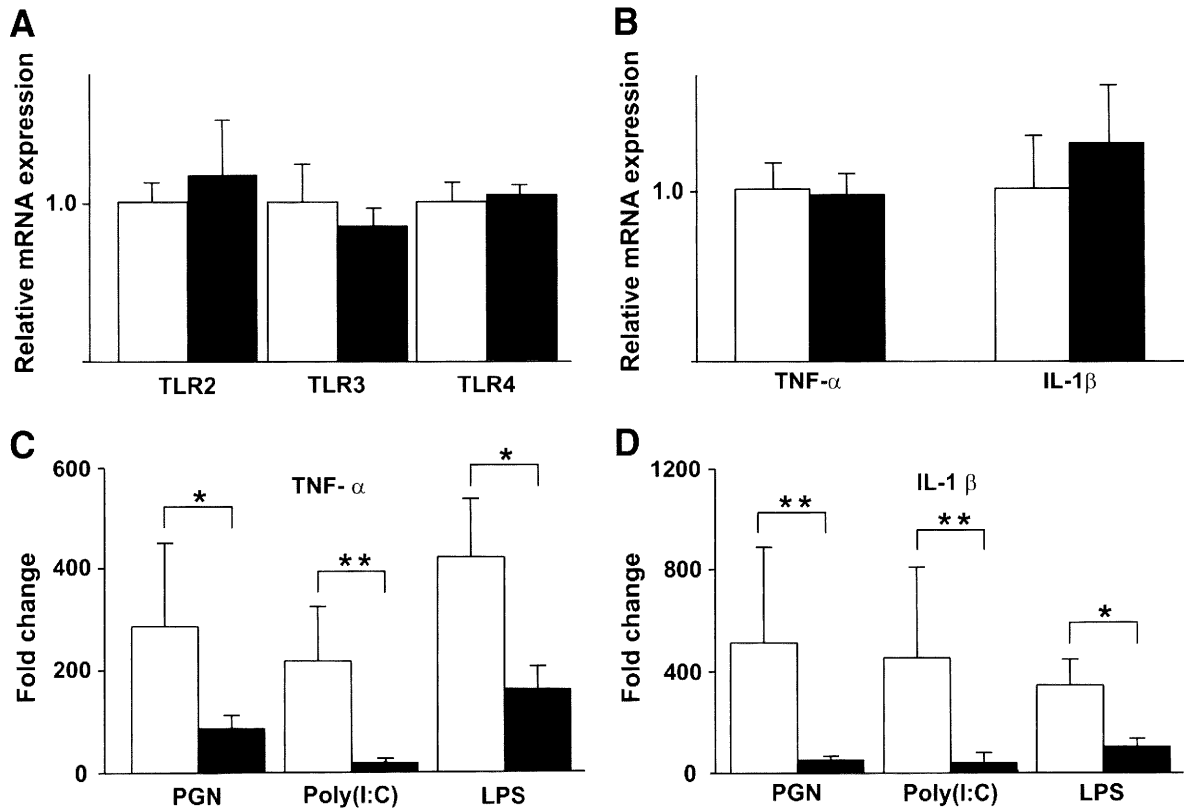 A
Relative mRNA expression
1.0
TLR2 TLR3 TLR4
B
Relative mRNA expression
1.0
TNF-α IL-1β
C
Fold change
600
400
200
0
TNF- α
*
**
*
PGN Poly(I:C) LPS
D
Fold change
1200
800
400
0
IL-1 β
**
**
*
PGN Poly(I:C) LPS